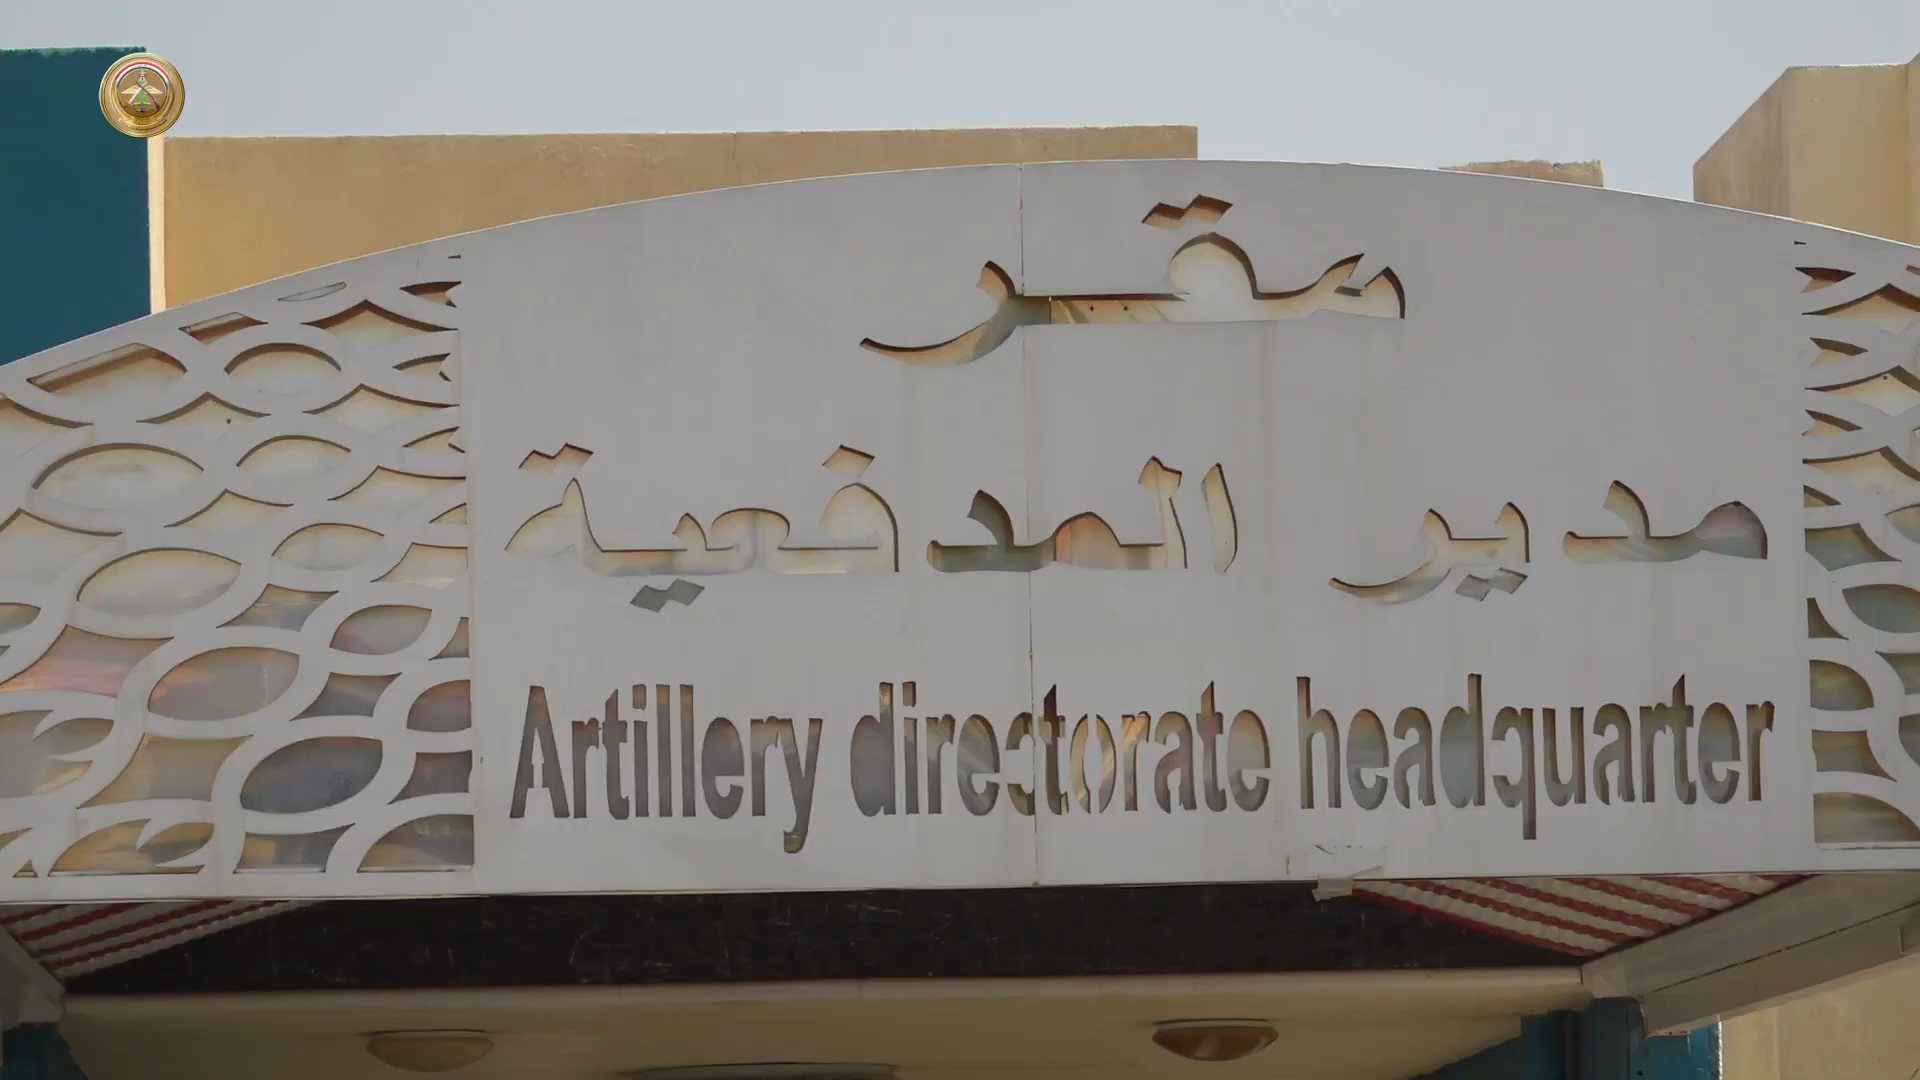 مقر
مدير المدفعية
Artillery directorate headquarter